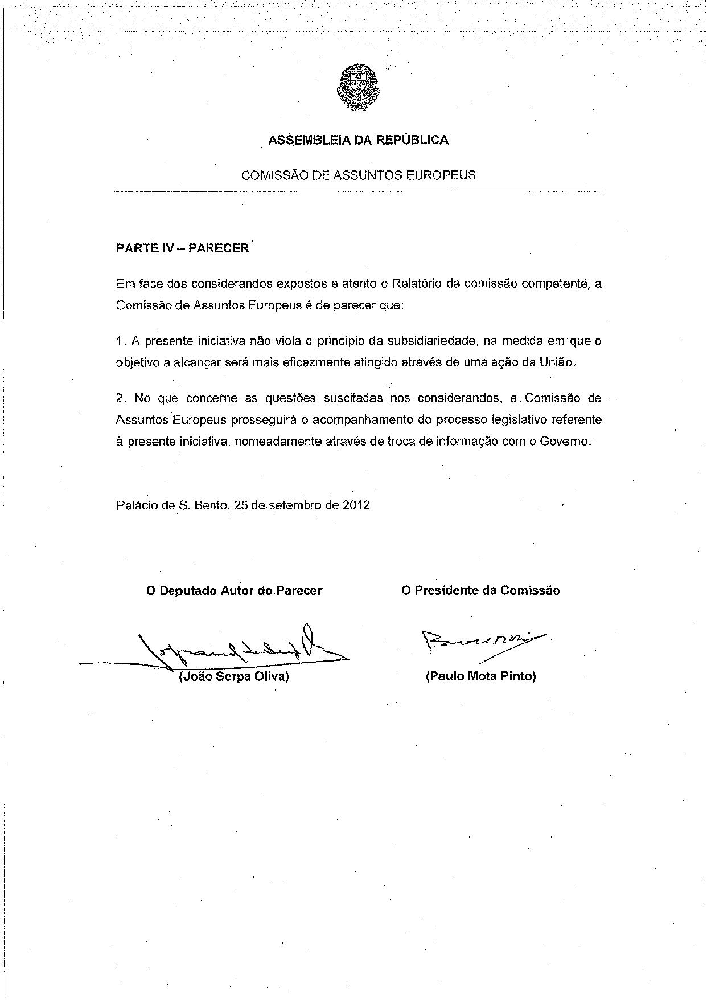 ASSEMBLEIA DA REPÚBLICA
COMISSÃO DE ASSUNTOS EUROPEUS
PARTE IV – PARECER
Em face dos considerandos expostos e atento o Relatório da comissão competente, a
Comissão de Assuntos Europeus é de parecer que:
1. A presente iniciativa não viola o princípio da subsidiariedade, na medida em que o
objetivo a alcançar será mais eficazmente atingido através de uma ação da União.
2. No que concerne as questões suscitadas nos considerandos, a Comissão de
Assuntos Europeus prosseguirá o acompanhamento do processo legislativo referente
à presente iniciativa, nomeadamente através de troca de informação com o Governo.
Palácio de S. Bento, 25 de setembro de 2012
O Deputado Autor do Parecer O Presidente da Comissão
(João Serpa Oliva) (Paulo Mota Pinto)